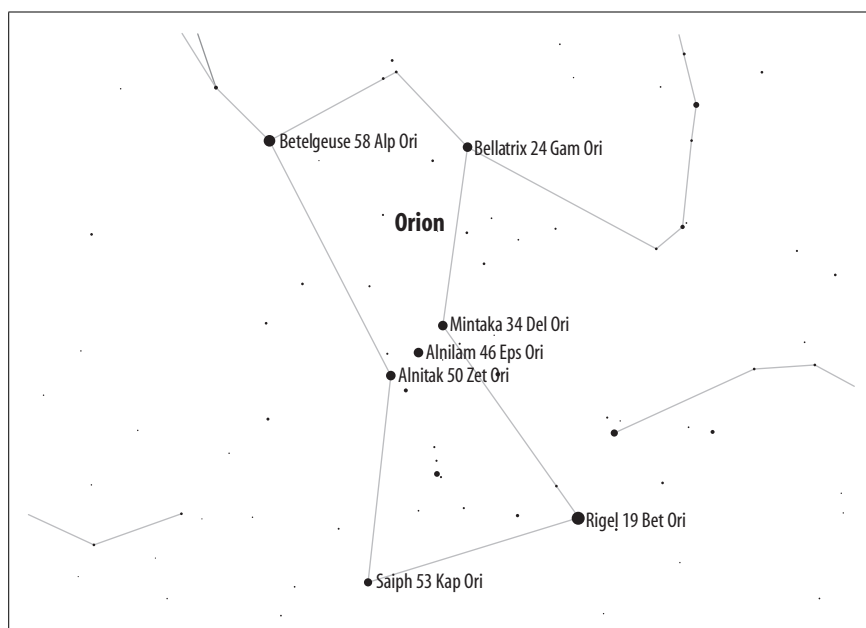 Betelgeuse 58 Alp Ori
Bellatrix 24 Gam Ori
Orion
Mintaka 34 Del Ori
Alnilam 46 Eps Ori
Alnitak 50 Zet Ori
Rigel 19 Bet Ori
Saiph 53 Kap Ori